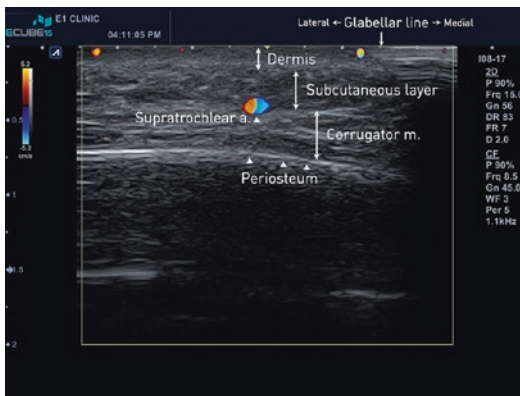 E1 CLINIC
ECUBE15
04:11:05 PM
Lateral ← Glabellar line → Medial
5.2
-5.2
cm/s
Dermis
Subcutaneous layer
Supratrochlear a.
Corrugator m.
Periosteum
0.5
1
1.5
2
I08-17
2D
P 90%
Frq 15.0
Gn 56
DR 83
FR 7
D 2.0
CF
P 90%
Frq 8.5
Gn 45.0
WF 3
Per 5
1.1kHz